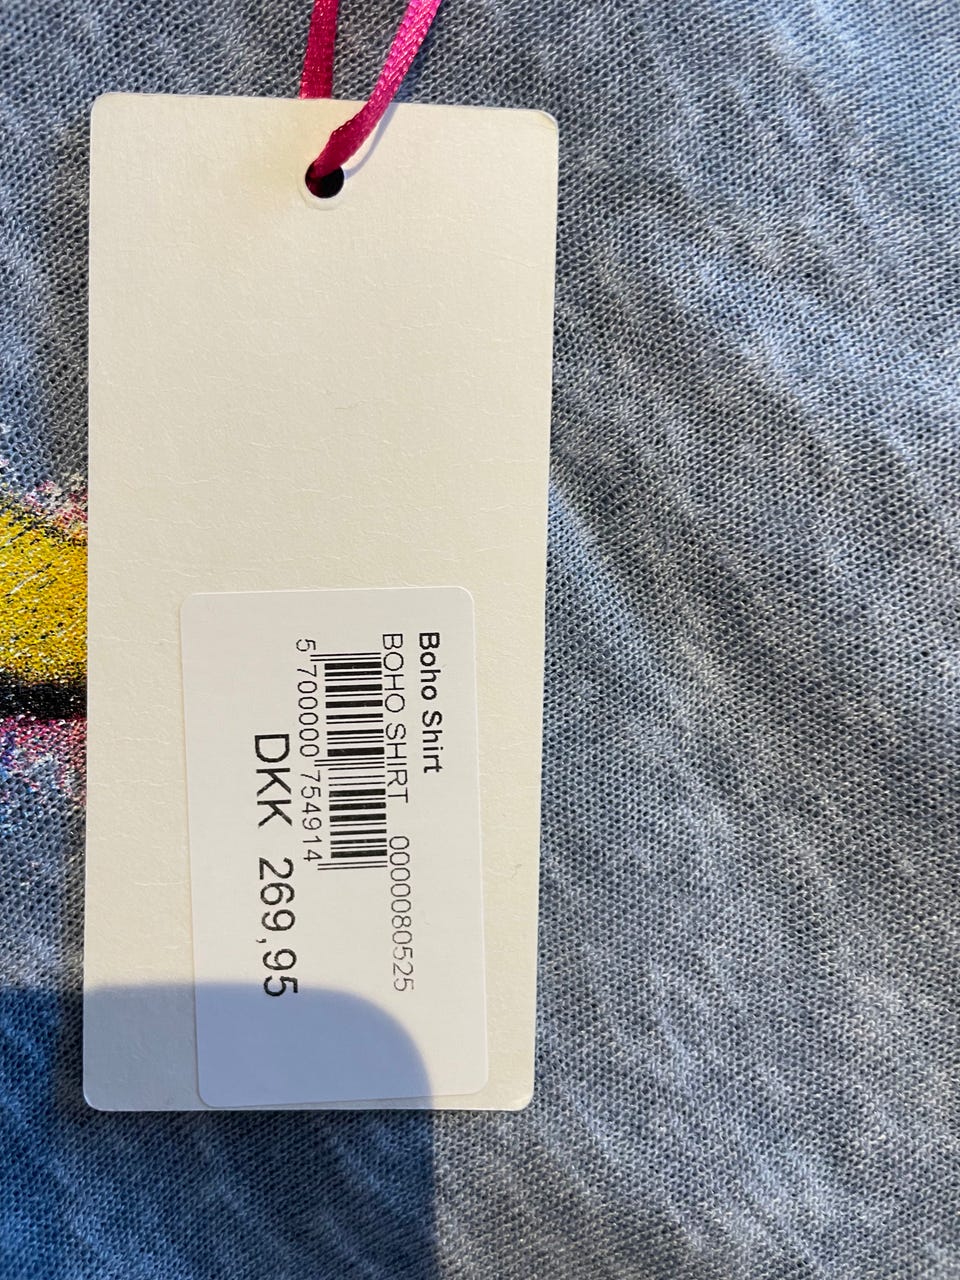 Boho Shirt
BOHO SHIRT 0000080525
5 700000 754914
DKK 269,95